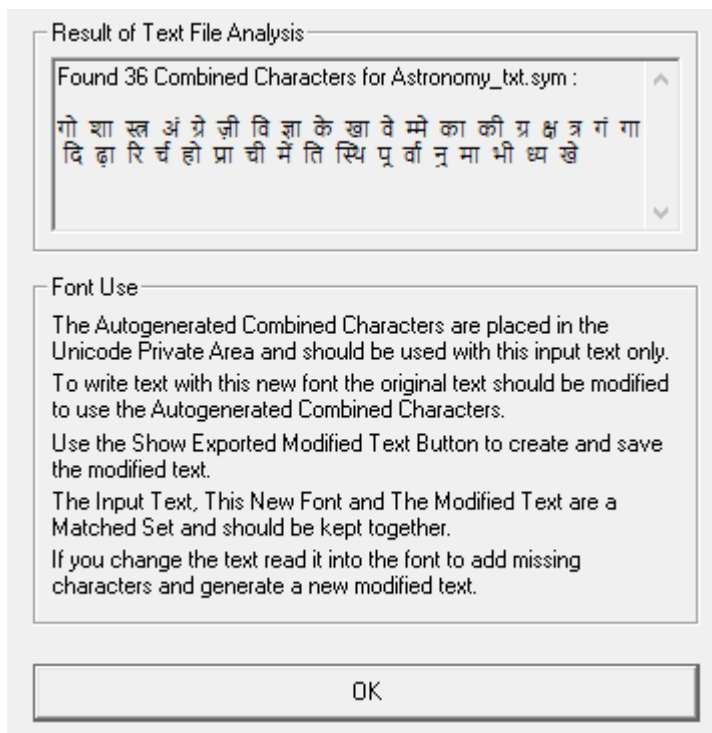 Result of Text File Analysis
Found 36 Combined Characters for Astronomy_txt.sym :
गो शा स्त्र अं ग्रे ज़ी वि ज्ञा के खा वे म्मे का की ग्र क्ष त्र गं गा
दि ढ़ा रि र्च हो प्रा ची में ति स्थि पू र्वा नु मा भी ध्य खे
Font Use
The Autogenerated Combined Characters are placed in the
Unicode Private Area and should be used with this input text only.
To write text with this new font the original text should be modified
to use the Autogenerated Combined Characters.
Use the Show Exported Modified Text Button to create and save
the modified text.
The Input Text, This New Font and The Modified Text are a
Matched Set and should be kept together.
If you change the text read it into the font to add missing
characters and generate a new modified text.
OK